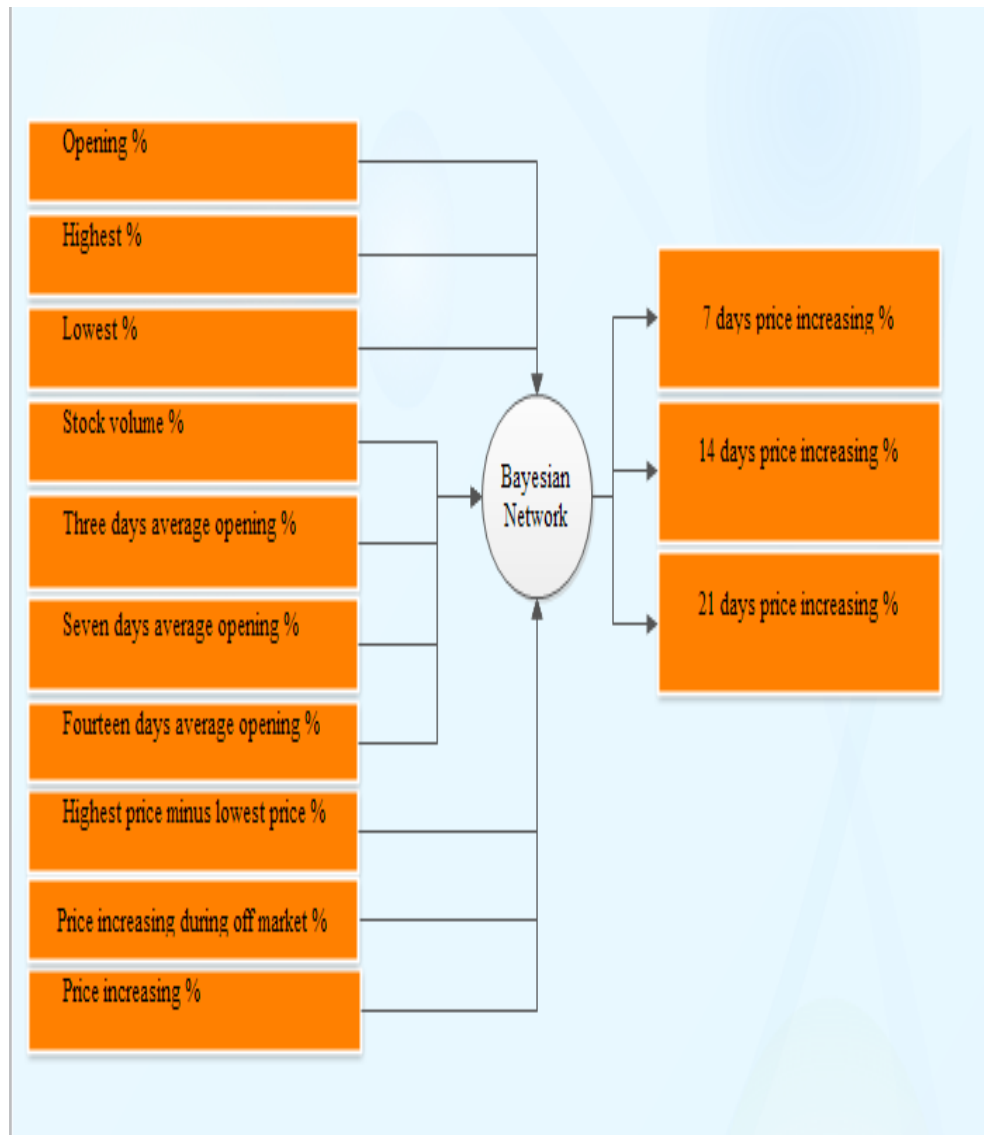 Opening %
Highest %
Lowest %
Stock volume %
Three days average opening %
Seven days average opening %
Fourteen days average opening %
Highest price minus lowest price %
Price increasing during off market %
Price increasing %
Bayesian
Network
7 days price increasing %
14 days price increasing %
21 days price increasing %